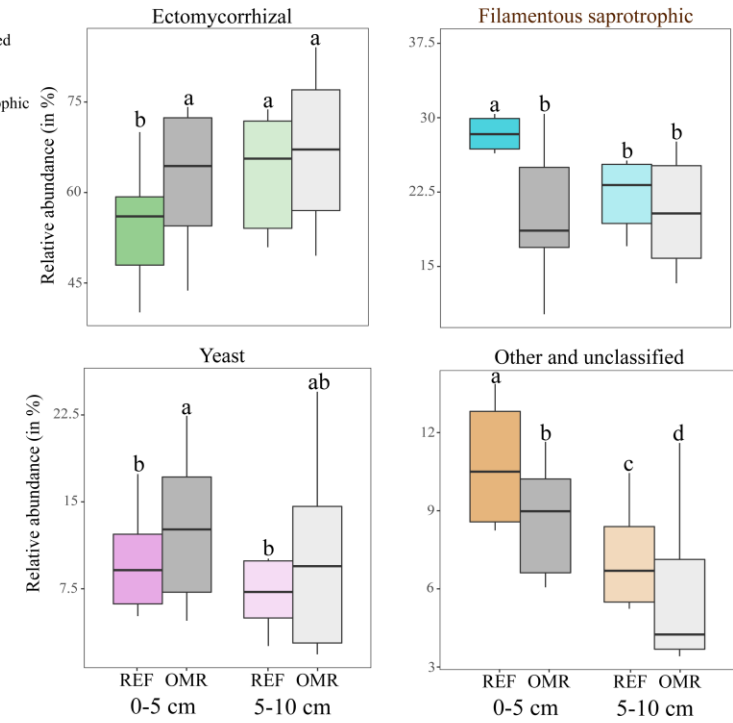 Ectomycorrhizal
Filamentous saprotrophic
ed
ophic
Relative abundance (in %)
75
60
45
b
a
a
a
37.5
30
22.5
15
a
b
b
b
Yeast
Other and unclassified
Relative abundance (in %)
22.5
15
7.5
b
a
b
ab
12
9
6
3
a
b
c
d
REF OMR REF OMR
0-5 cm 5-10 cm
REF OMR REF OMR
0-5 cm 5-10 cm